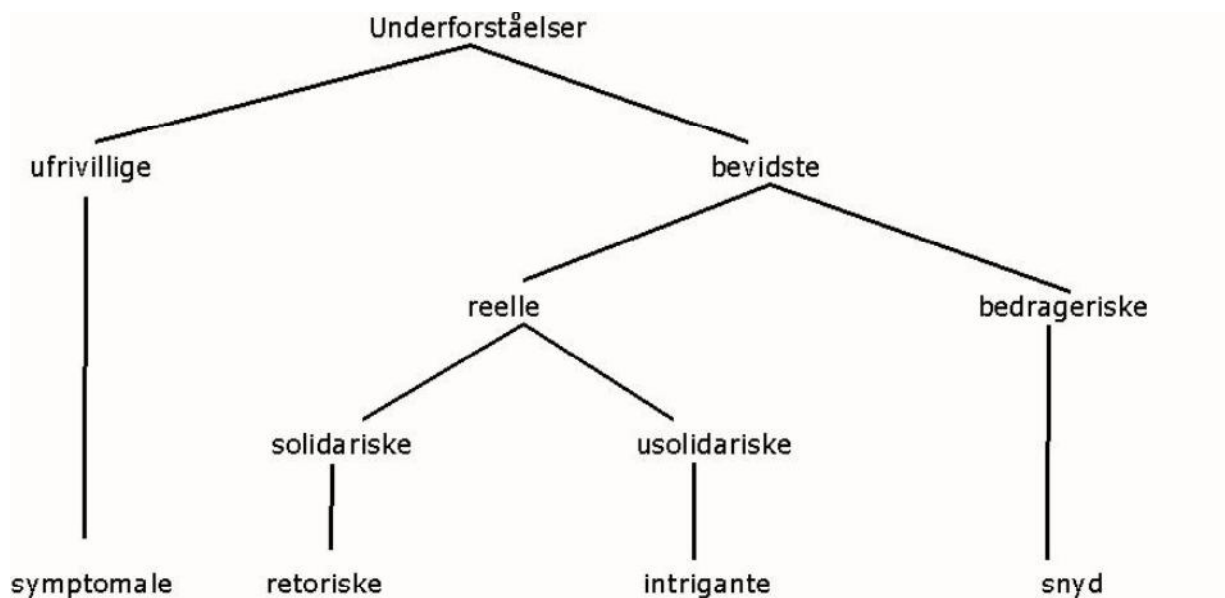 Underforståelser
ufrivillige bevidste
reelle bedrageriske
solidariske usolidariske
symptomale retoriske intrigante snyd